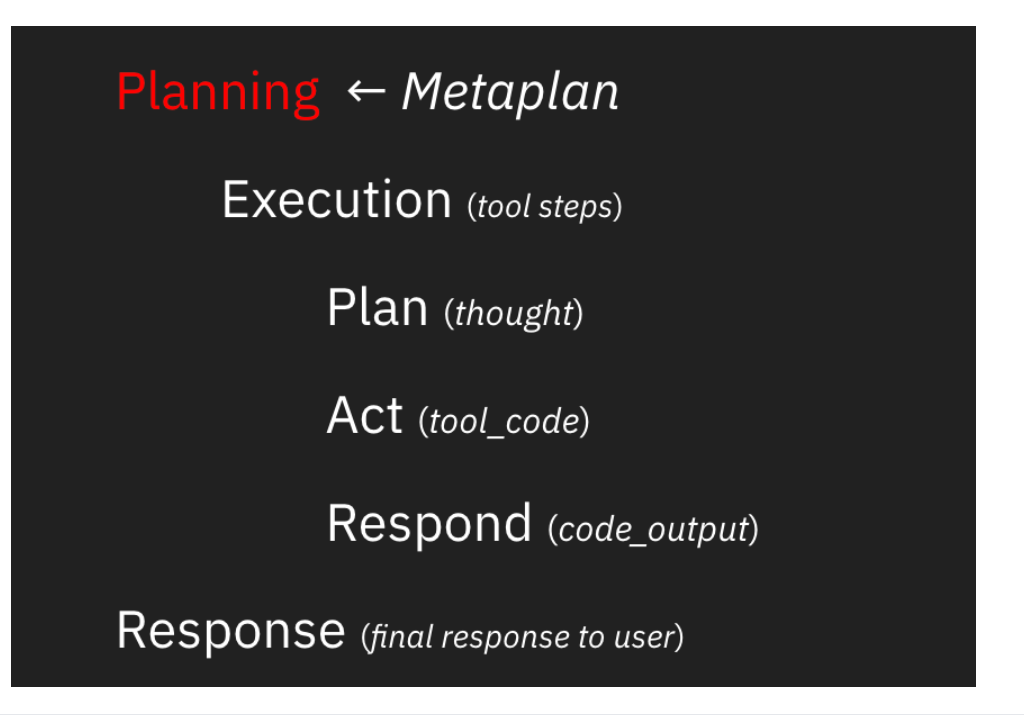 Planning ← Metaplan
Execution (tool steps)
Plan (thought)
Act (tool_code)
Respond (code_output)
Response (final response to user)